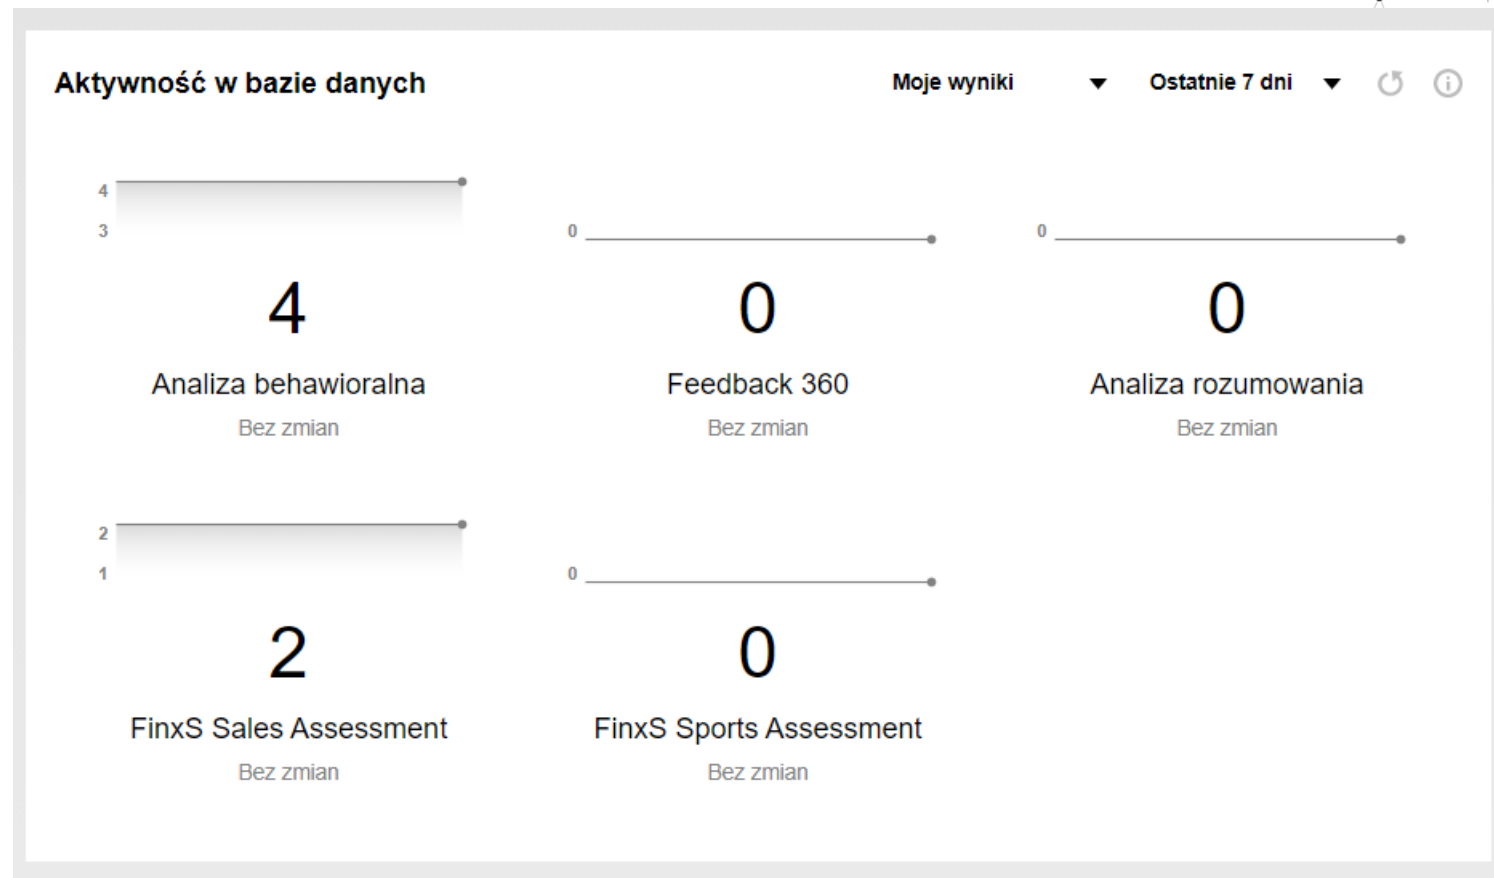 Aktywność w bazie danych
Moje wyniki
Ostatnie 7 dni
4
3
4
Analiza behawioralna
Bez zmian
0
0
Feedback 360
Bez zmian
0
0
Analiza rozumowania
Bez zmian
2
1
2
FinxS Sales Assessment
Bez zmian
0
0
FinxS Sports Assessment
Bez zmian